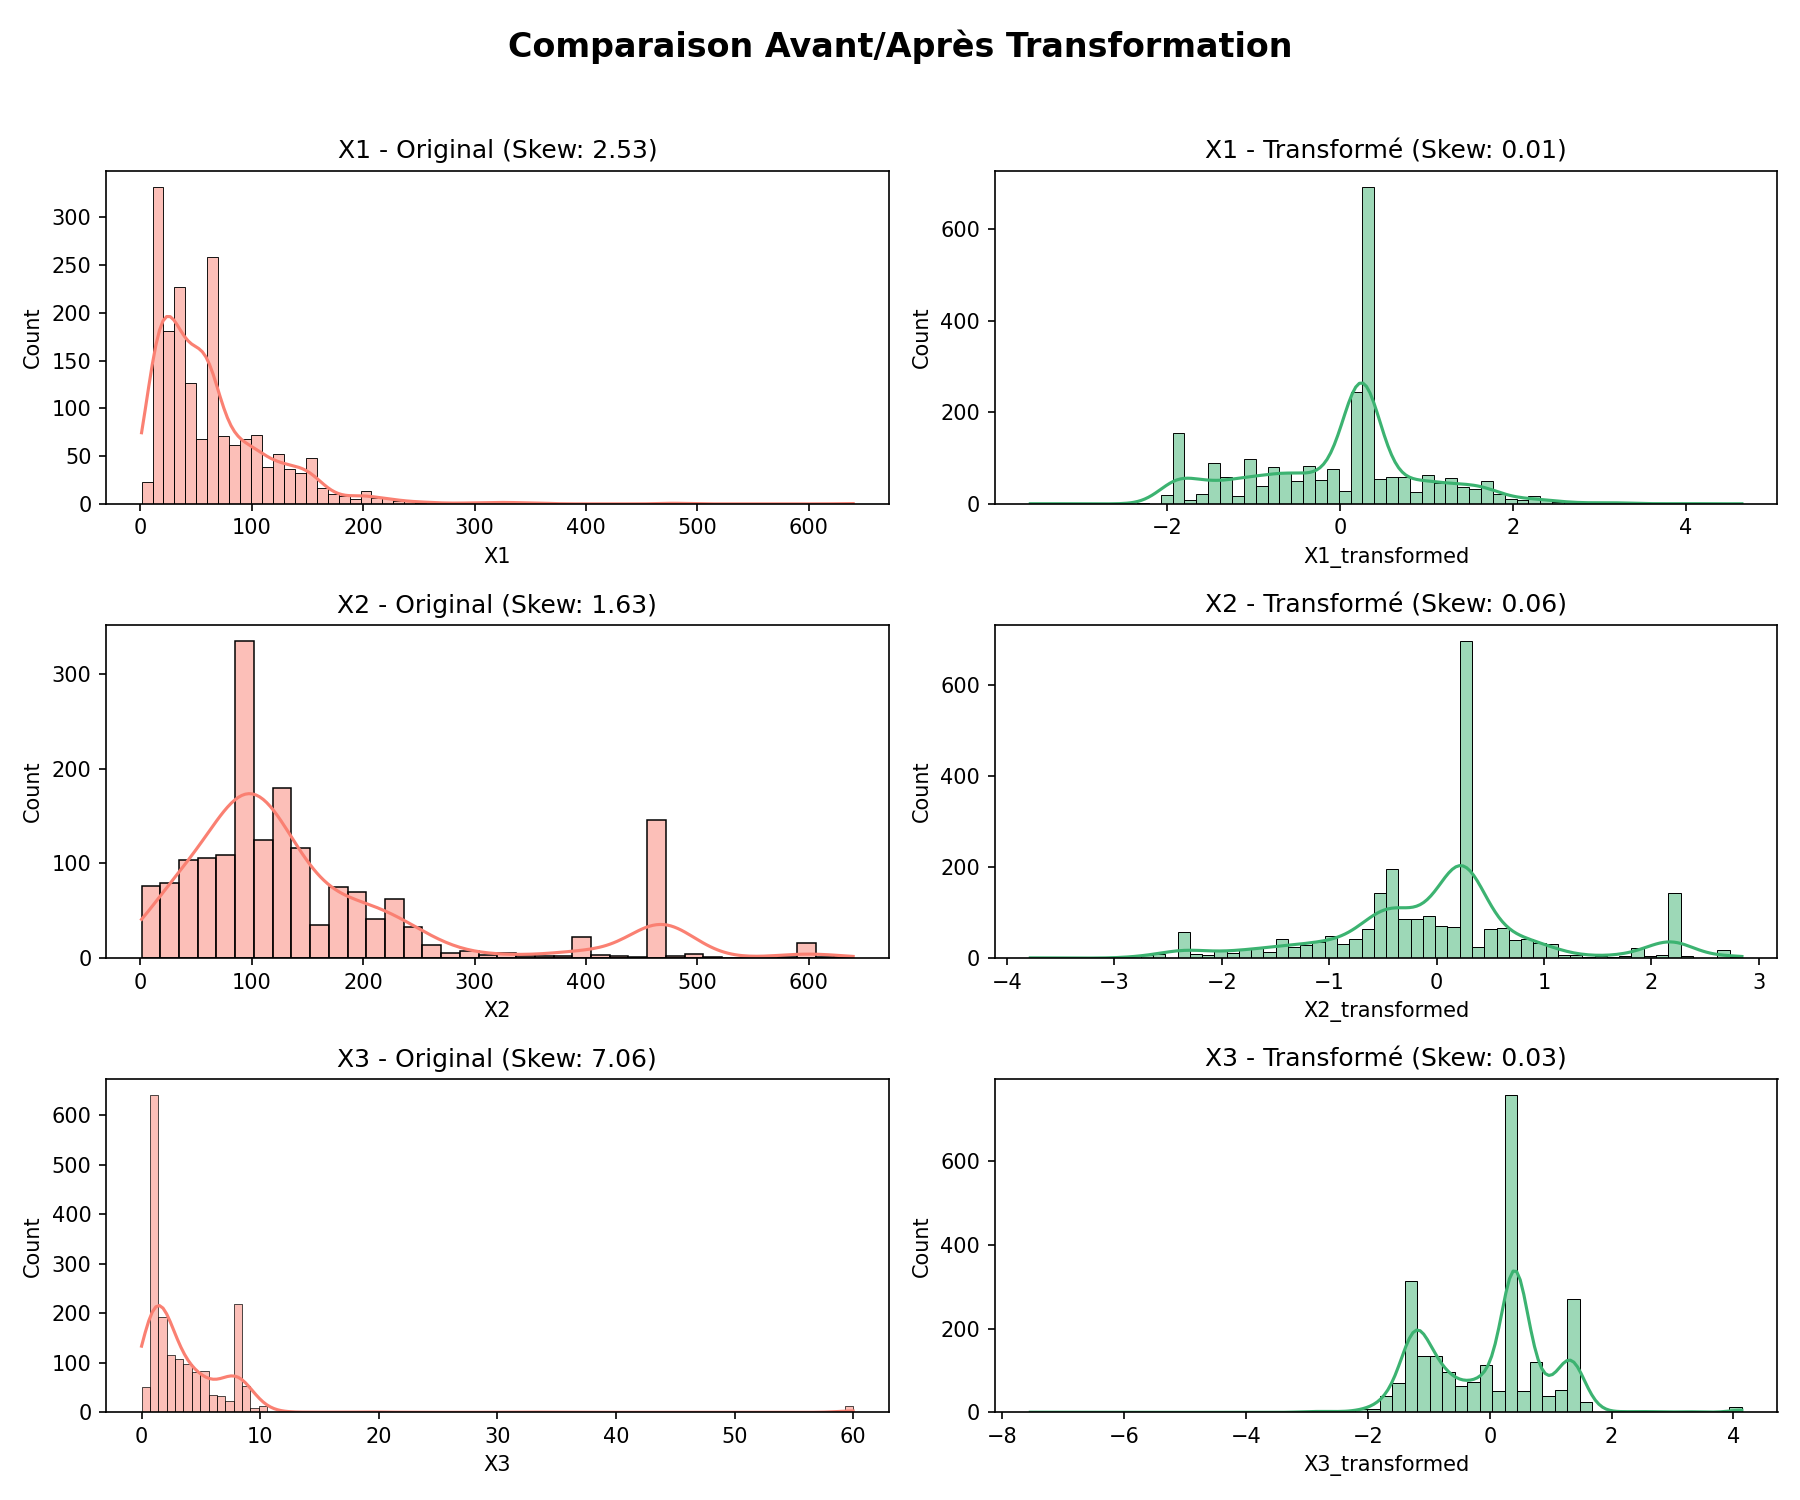 Comparaison Avant/Après Transformation
X1 - Original (Skew: 2.53)
Count
300
250
200
150
100
50
0
0 100 200 300 400 500 600
X1
X1 - Transformé (Skew: 0.01)
Count
600
400
200
0
−2 0 2 4
X1_transformed
X2 - Original (Skew: 1.63)
Count
300
200
100
0
0 100 200 300 400 500 600
X2
X2 - Transformé (Skew: 0.06)
Count
600
400
200
0
−4 −3 −2 −1 0 1 2 3
X2_transformed
X3 - Original (Skew: 7.06)
Count
600
500
400
300
200
100
0
0 10 20 30 40 50 60
X3
X3 - Transformé (Skew: 0.03)
Count
600
400
200
0
−8 −6 −4 −2 0 2 4
X3_transformed